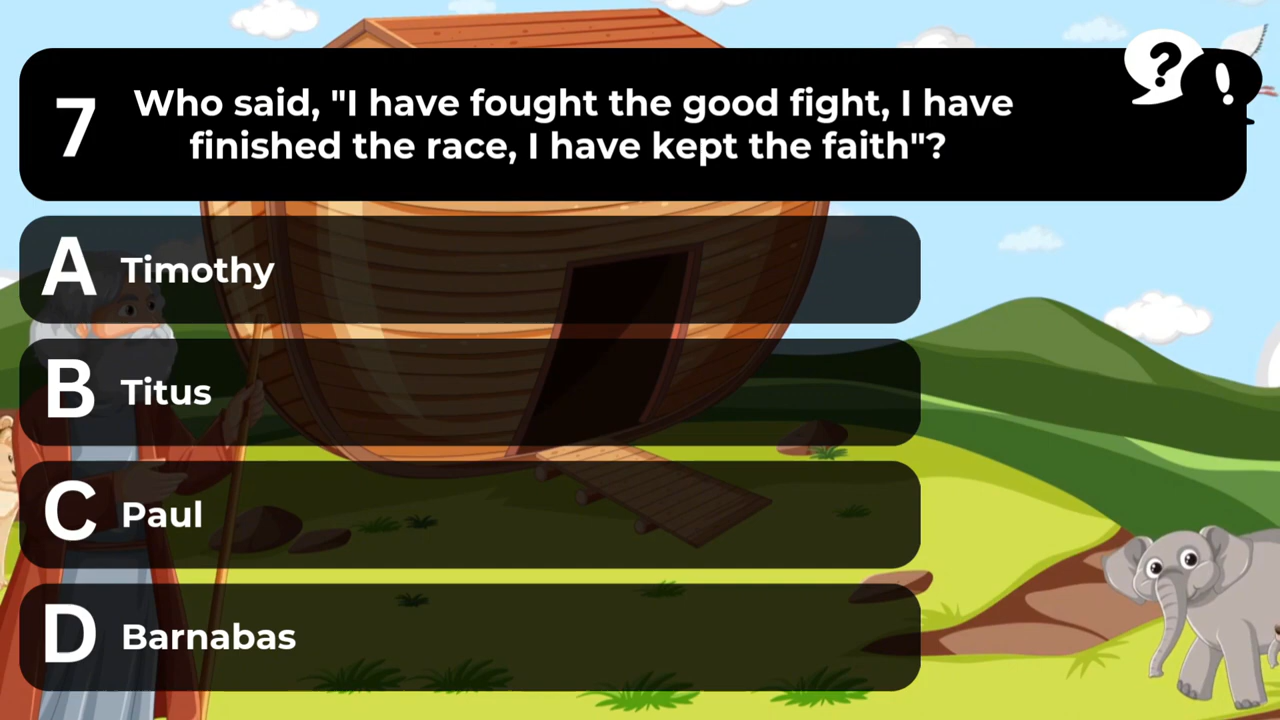 7
Who said, "I have fought the good fight, I have
finished the race, I have kept the faith"?
? !
A Timothy
B Titus
C Paul
D Barnabas